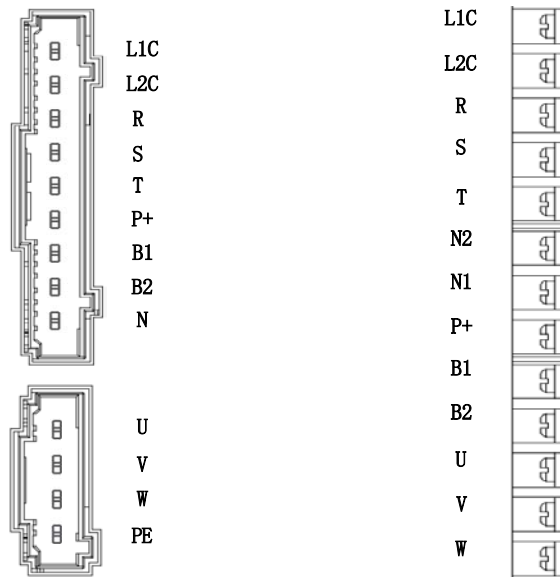 L1C
L2C
R
S
T
P+
B1
B2
N
U
V
W
PE
L1C
L2C
R
S
T
N2
N1
P+
B1
B2
U
V
W